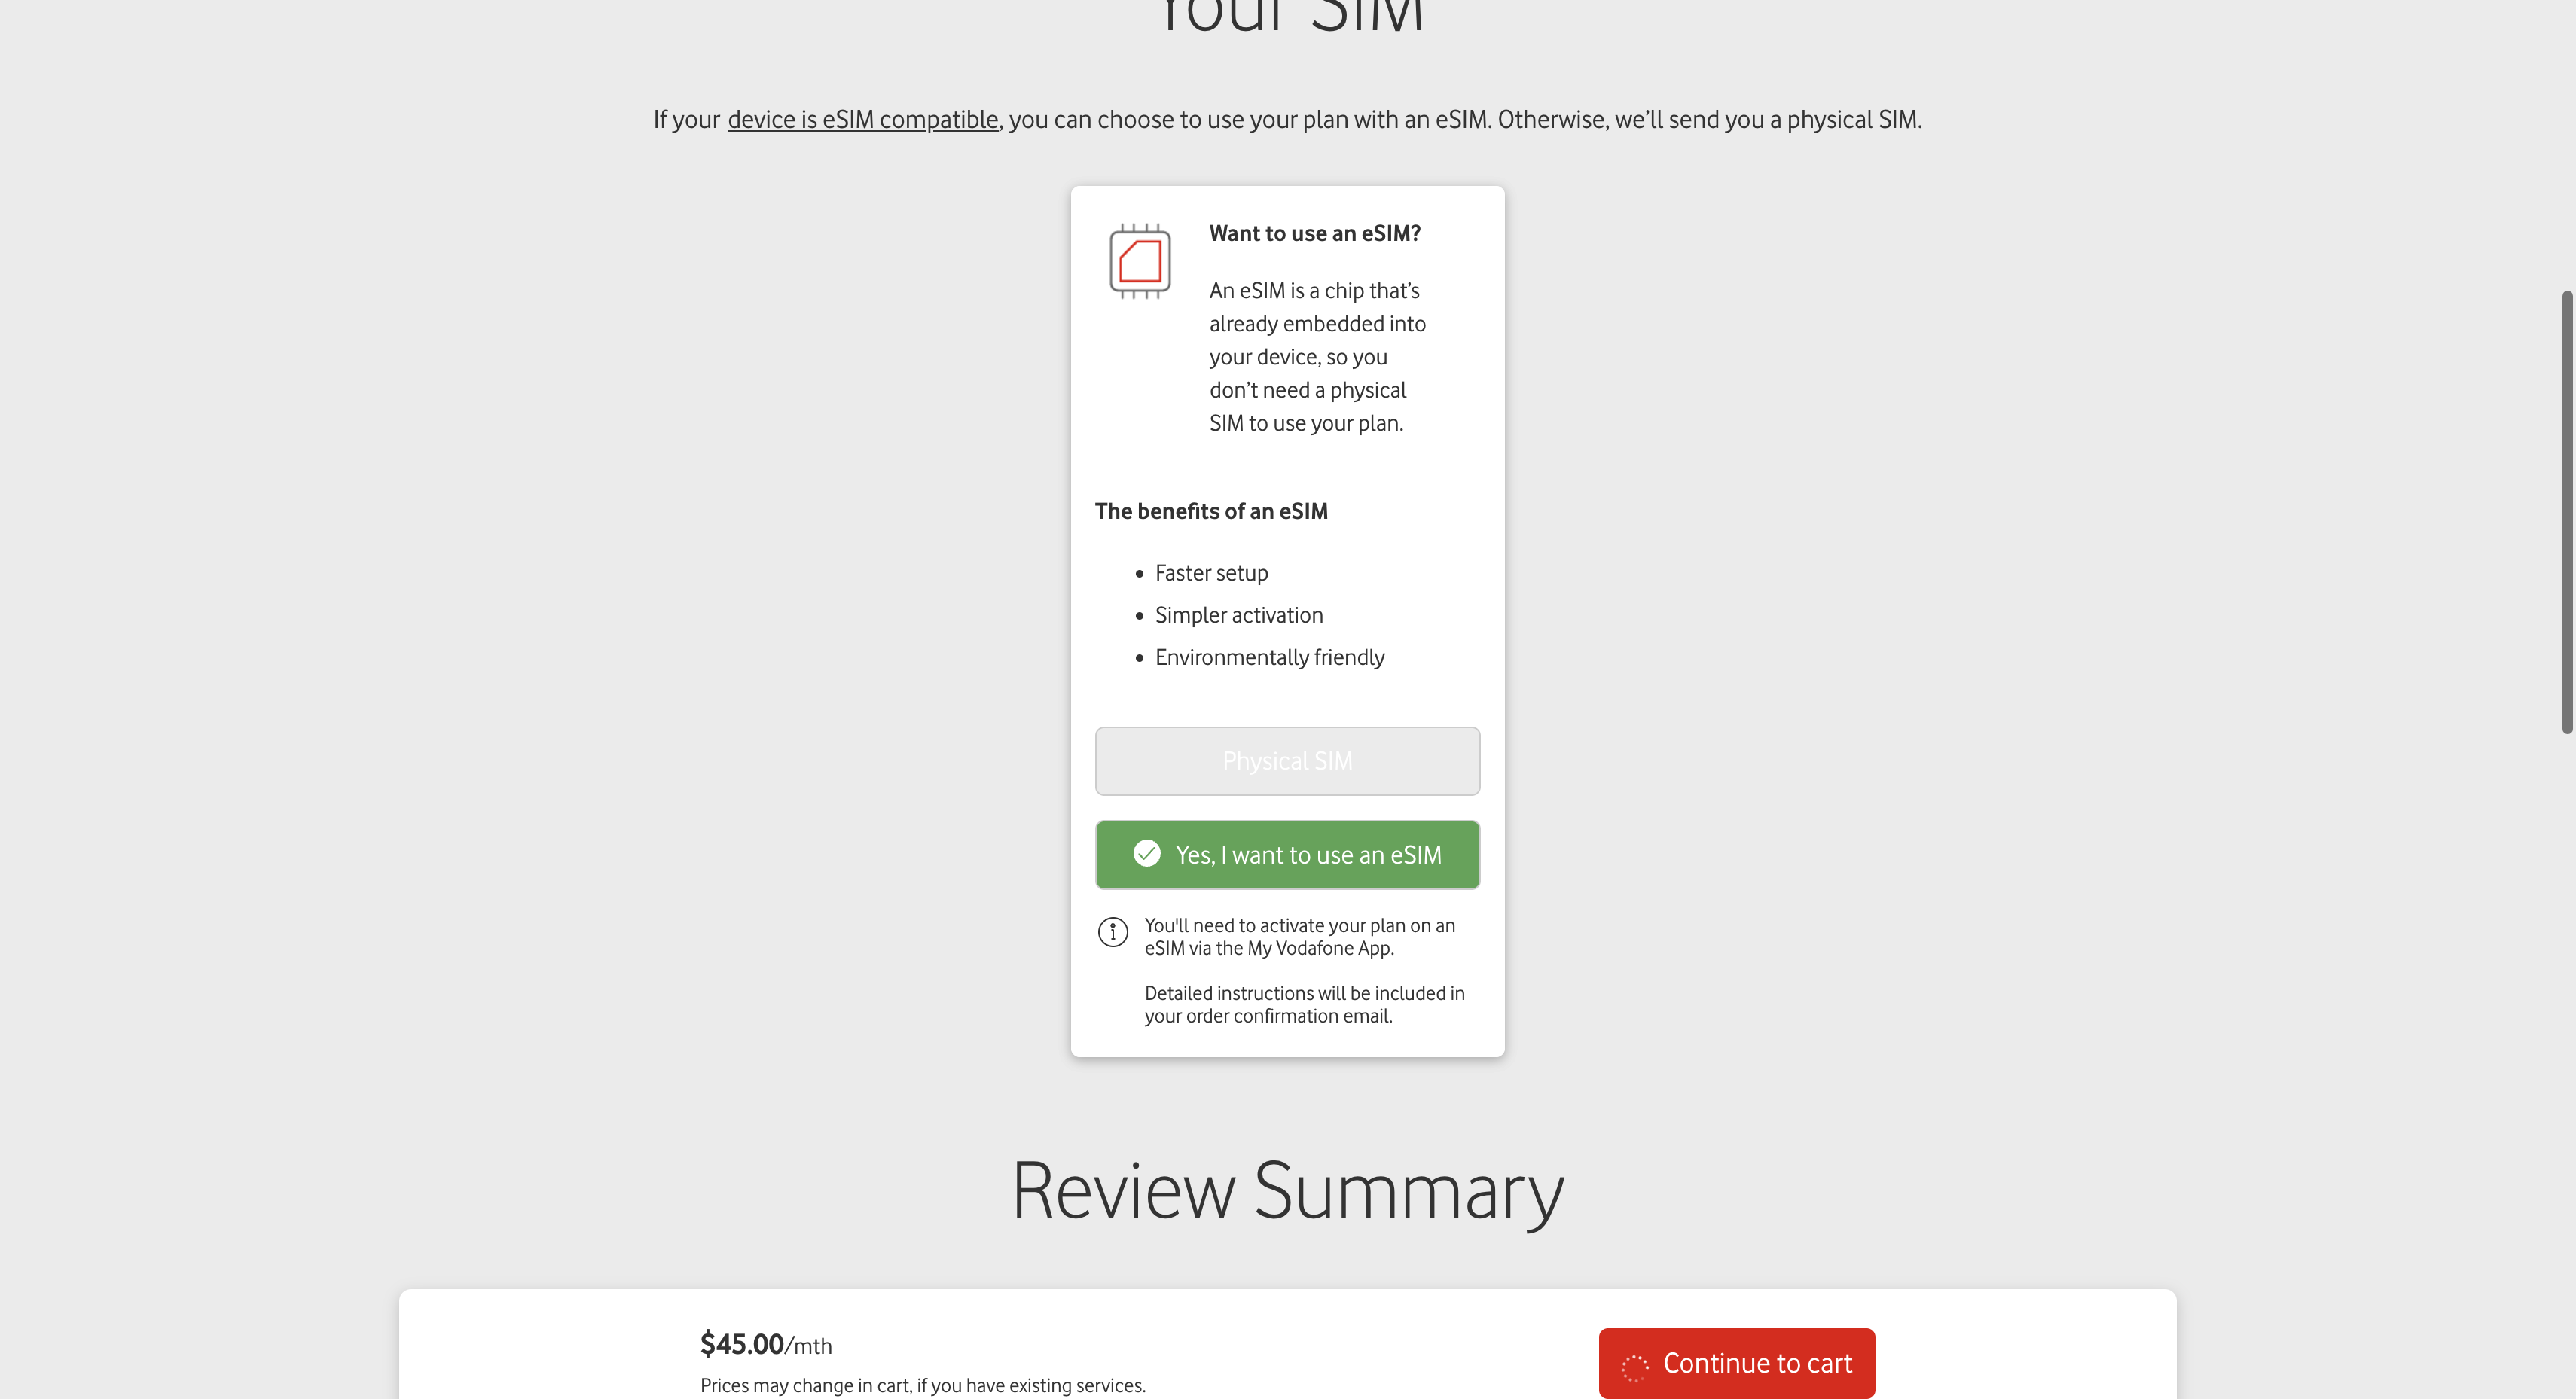 Your SIM
If your device is eSIM compatible, you can choose to use your plan with an eSIM. Otherwise, we’ll send you a physical SIM.
Want to use an eSIM?
An eSIM is a chip that’s
already embedded into
your device, so you
don’t need a physical
SIM to use your plan.
The benefits of an eSIM
• Faster setup
• Simpler activation
• Environmentally friendly
Physical SIM
Yes, I want to use an eSIM
You'll need to activate your plan on an
eSIM via the My Vodafone App.
Detailed instructions will be included in
your order confirmation email.
Review Summary
$45.00/mth
Continue to cart
Prices may change in cart, if you have existing services.